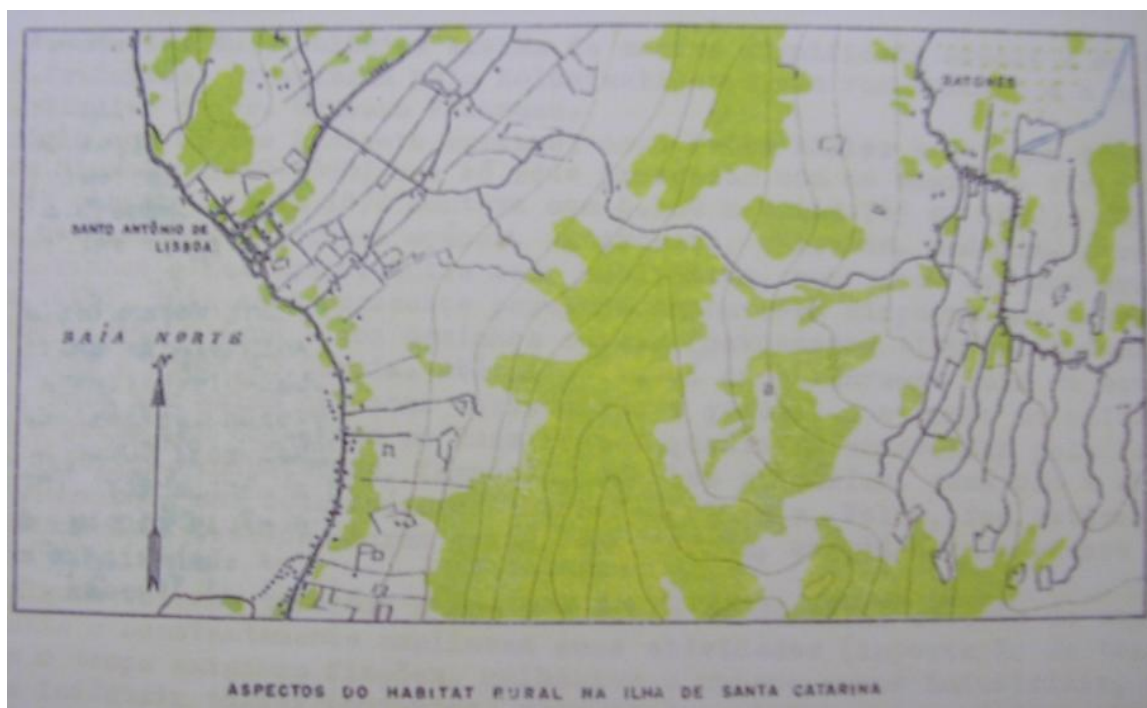 RATONES
SANTO ANTÔNIO DE
LISBOA
BAÍA NORTE
N
ASPECTOS DO HABITAT RURAL NA ILHA DE SANTA CATARINA